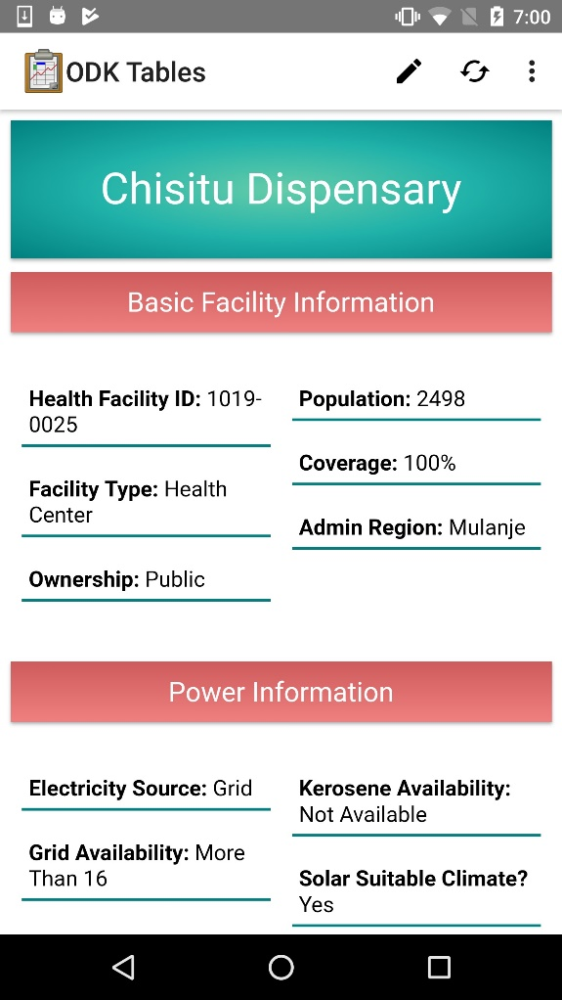 7:00
ODK Tables
Chisitu Dispensary
Basic Facility Information
Health Facility ID: 1019-
0025
Facility Type: Health
Center
Ownership: Public
Population: 2498
Coverage: 100%
Admin Region: Mulanje
Power Information
Electricity Source: Grid
Grid Availability: More
Than 16
Kerosene Availability:
Not Available
Solar Suitable Climate?
Yes